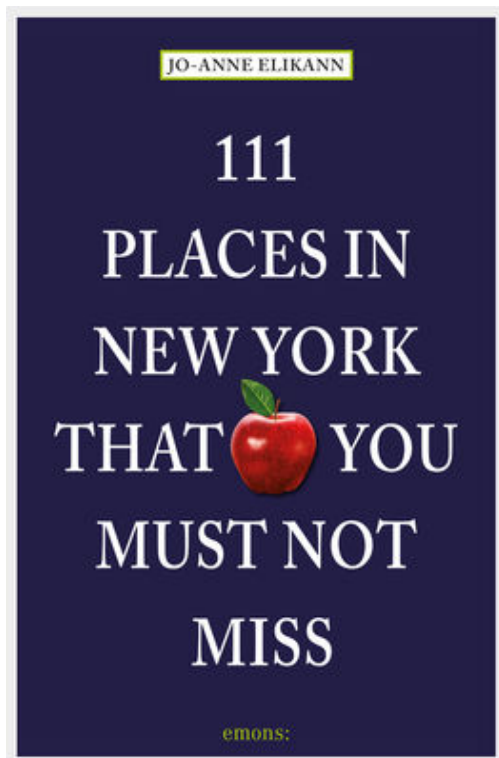 JO-ANNE ELIKANN
111
PLACES IN
NEW YORK
THAT YOU
MUST NOT
MISS
emons: